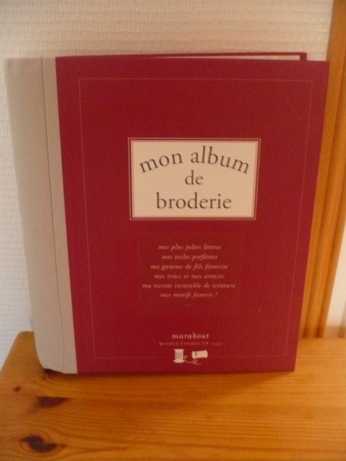 mon album
de
broderie
mes plus jolies lettres
mes toiles préférées
ma gamme de fils favorite
mes trucs et mes astuces
ma recette inratable de teinture
mes motifs favoris !
...
marabout